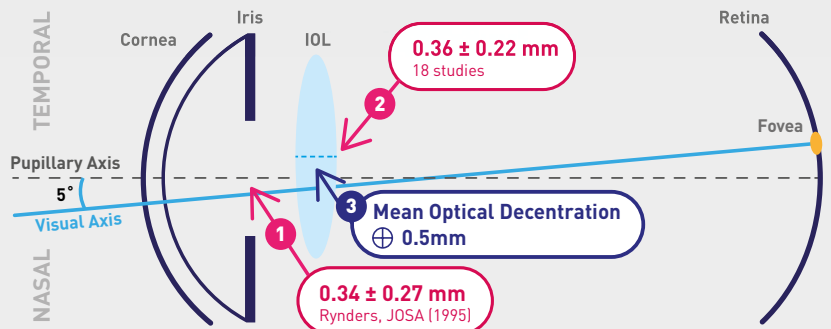 TEMPORAL
Cornea
Iris
IOL
0.36 ± 0.22 mm
18 studies
2
Retina
Fovea
Pupillary Axis
5°
Visual Axis
3
Mean Optical Decentration
⊕ 0.5mm
1
NASAL
0.34 ± 0.27 mm
Rynders, JOSA (1995)